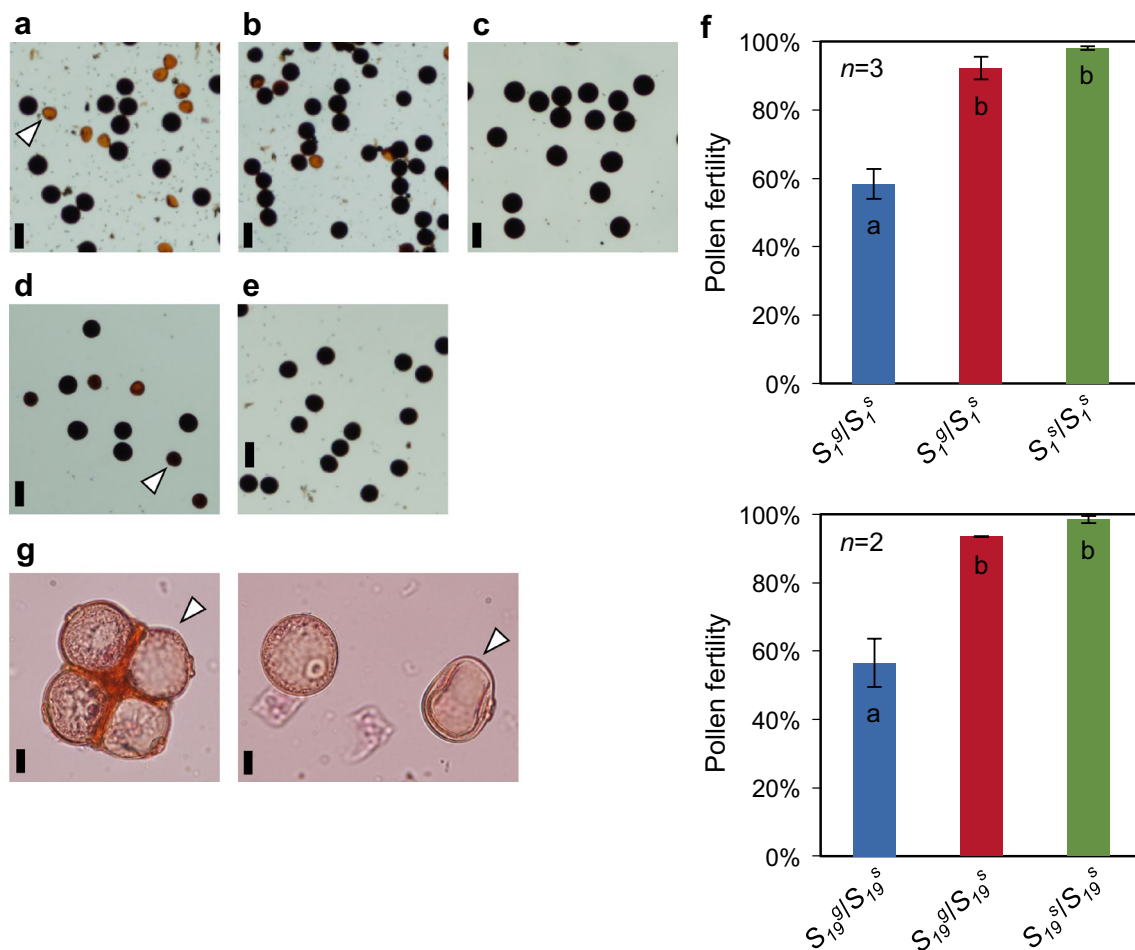 a
b
c
d
e
g
f
100%
80%
60%
40%
20%
0%
Pollen fertility
n=3
a
b
b
S₁ᵍ/S₁ˢ
S₁ᵍ/S₁ˢ
S₁ˢ/S₁ˢ
100%
80%
60%
40%
20%
0%
Pollen fertility
n=2
a
b
b
S₁₉ᵍ/S₁₉ˢ
S₁₉ᵍ/S₁₉ˢ
S₁₉ˢ/S₁₉ˢ